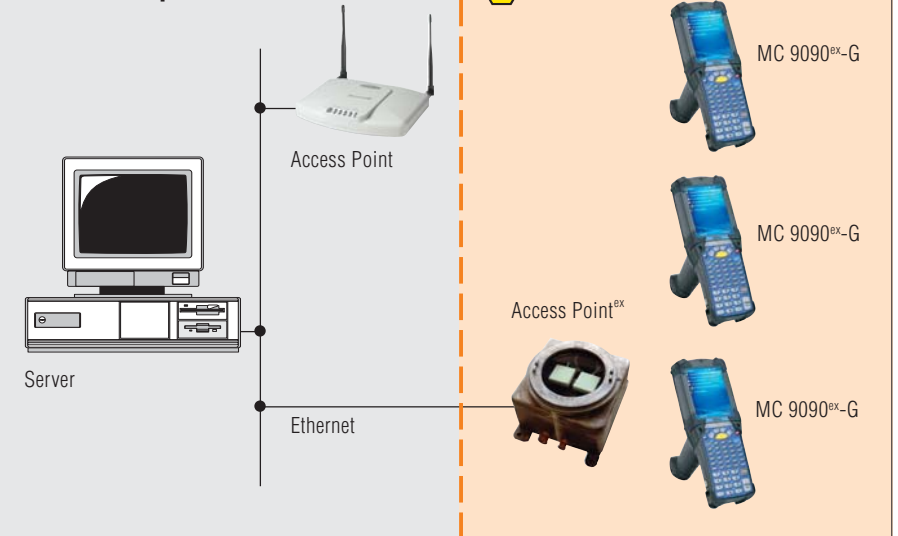 MC 9090ᵉˣ-G
Access Point
MC 9090ᵉˣ-G
Access Pointᵉˣ
Server
MC 9090ᵉˣ-G
Ethernet